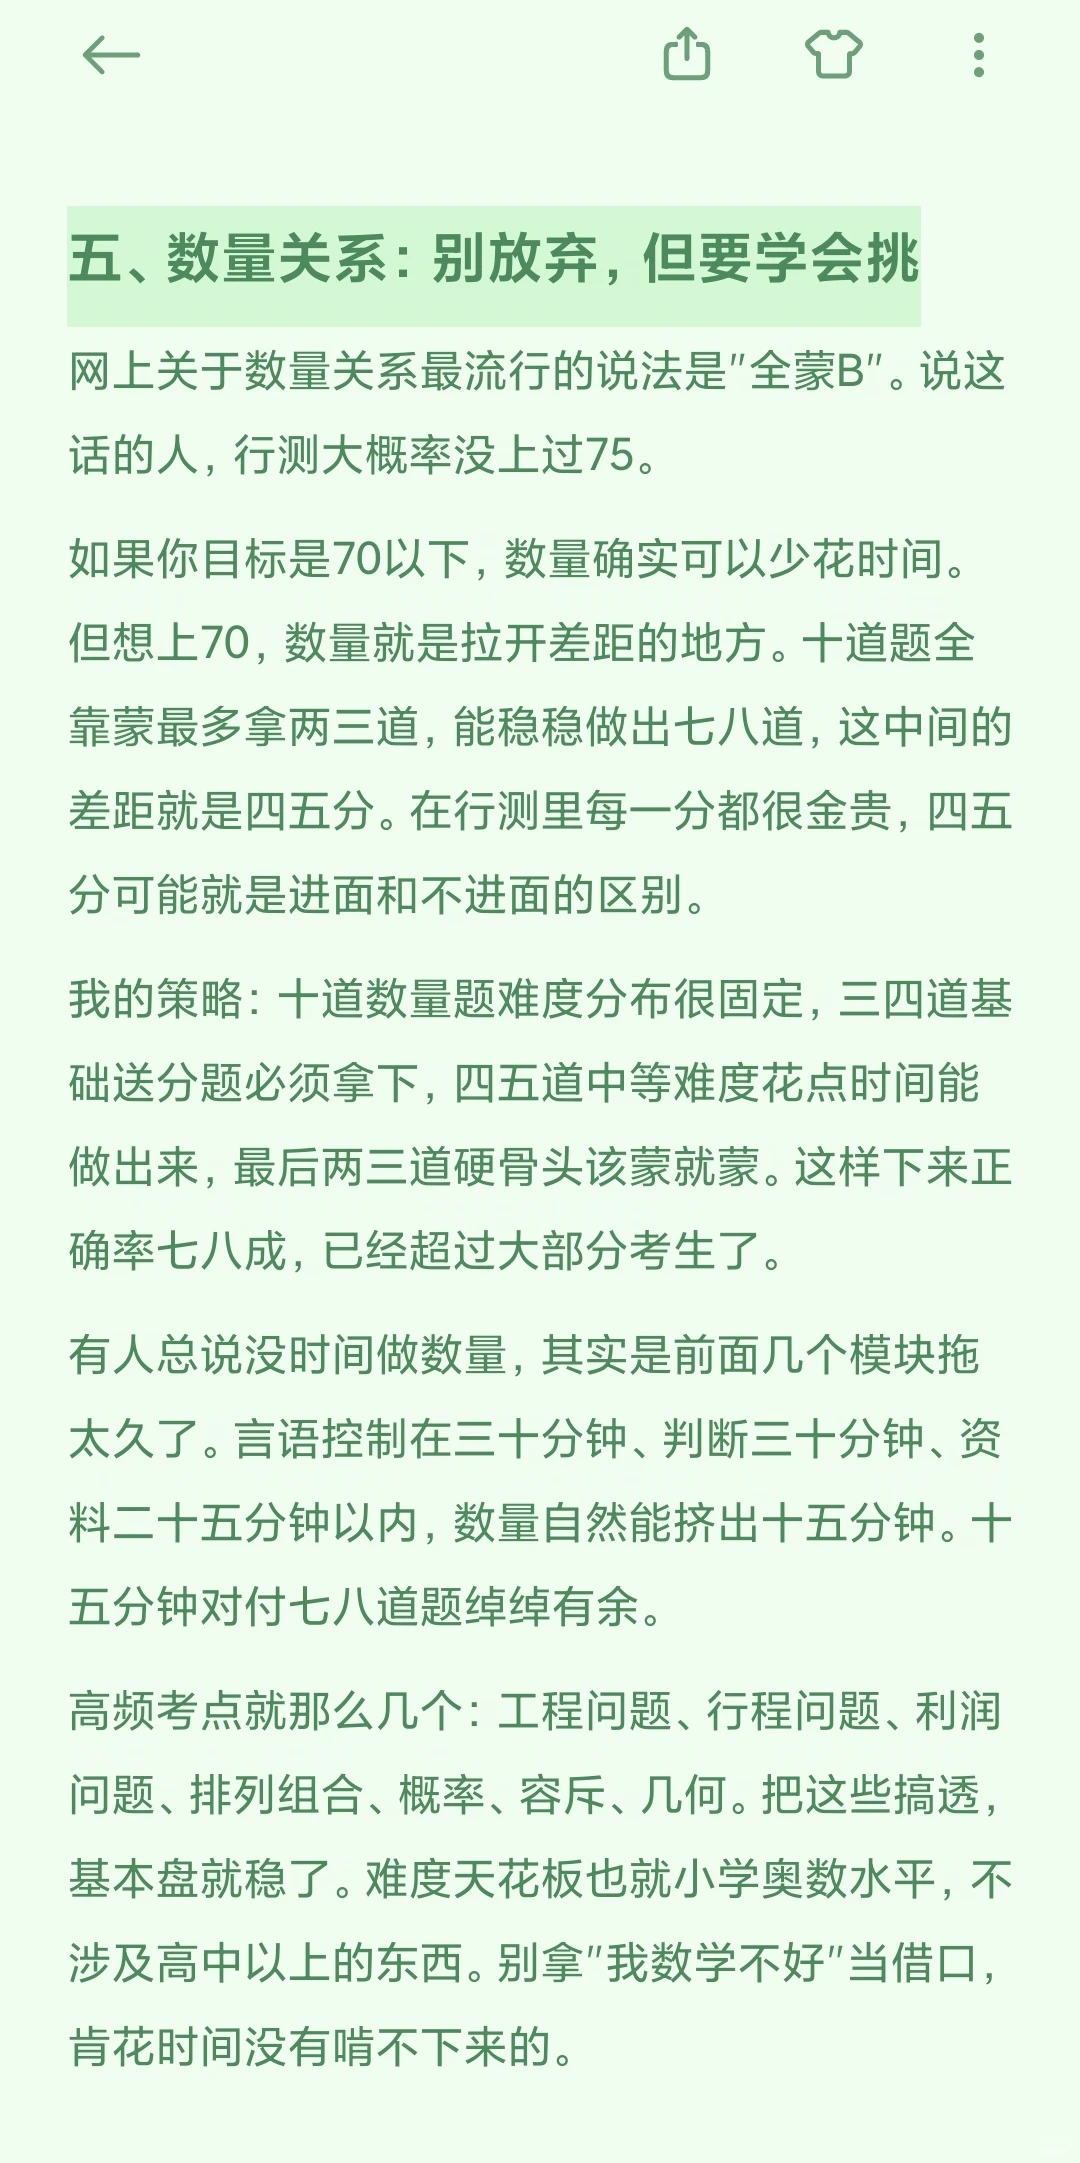 五、数量关系：别放弃，但要学会挑
网上关于数量关系最流行的说法是"全蒙B"。说这
话的人，行测大概率没上过75。
如果你目标是70以下，数量确实可以少花时间。
但想上70，数量就是拉开差距的地方。十道题全
靠蒙最多拿两三道，能稳稳做出七八道，这中间的
差距就是四五分。在行测里每一分都很金贵，四五
分可能就是进面和不进面的区别。
我的策略：十道数量题难度分布很固定，三四道基
础送分题必须拿下，四五道中等难度花点时间能
做出来，最后两三道硬骨头该蒙就蒙。这样下来正
确率七八成，已经超过大部分考生了。
有人总说没时间做数量，其实是前面几个模块拖
太久了。言语控制在三十分钟、判断三十分钟、资
料二十五分钟以内，数量自然能挤出十五分钟。十
五分钟对付七八道题绰绰有余。
高频考点就那么几个：工程问题、行程问题、利润
问题、排列组合、概率、容斥、几何。把这些搞透，
基本盘就稳了。难度天花板也就小学奥数水平，不
涉及高中以上的东西。别拿"我数学不好"当借口，
肯花时间没有啃不下来的。